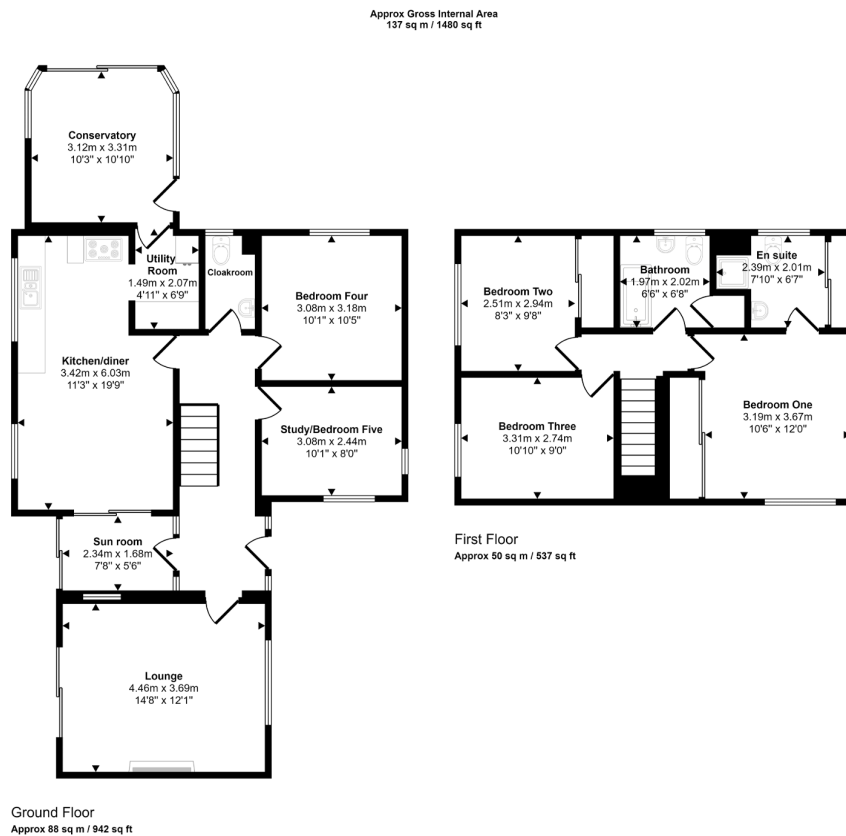 Approx Gross Internal Area
137 sq m / 1480 sq ft
Conservatory
3.12m x 3.31m
10'3" x 10'10"
Utility
Room
1.49m x 2.07m
4'11" x 6'9"
Cloakroom
Bedroom Four
3.08m x 3.18m
10'1" x 10'5"
Kitchen/diner
3.42m x 6.03m
11'3" x 19'9"
Study/Bedroom Five
3.08m x 2.44m
10'1" x 8'0"
Sun room
2.34m x 1.68m
7'8" x 5'6"
Lounge
4.46m x 3.69m
14'8" x 12'1"
Ground Floor
Approx 88 sq m / 942 sq ft
Bedroom Two
2.51m x 2.94m
8'3" x 9'8"
Bathroom
1.97m x 2.02m
6'6" x 6'8"
En suite
2.39m x 2.01m
7'10" x 6'7"
Bedroom Three
3.31m x 2.74m
10'10" x 9'0"
Bedroom One
3.19m x 3.67m
10'6" x 12'0"
First Floor
Approx 50 sq m / 537 sq ft